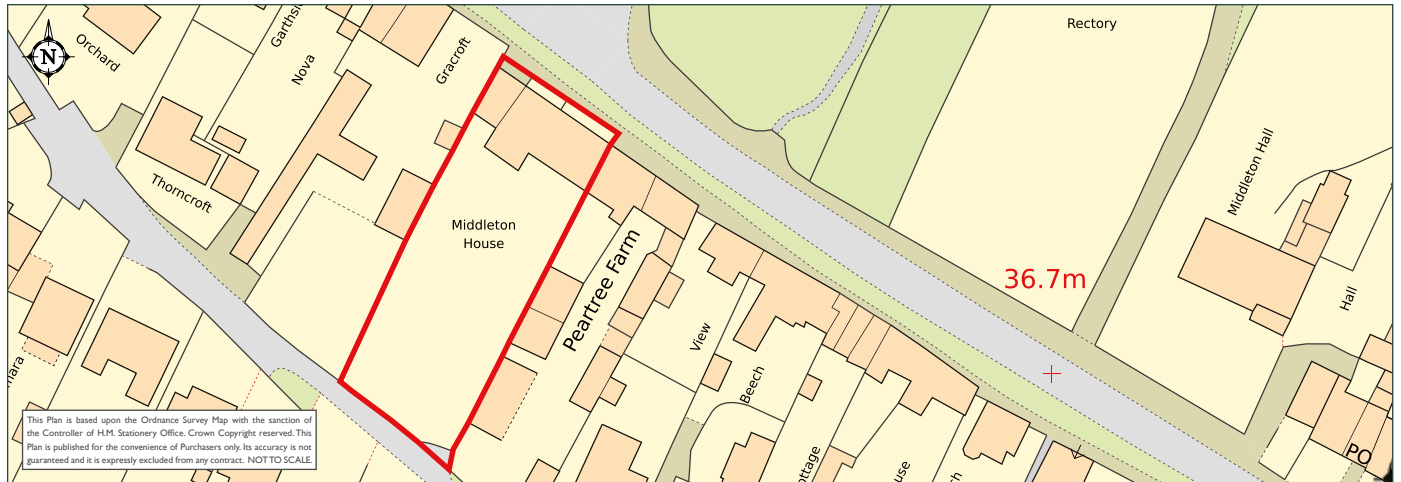 Orchard
Nova
Gracroft
Rectory
N
Thorncroft
Middleton
House
Peartree Farm
Middleton Hall
36.7m
Hall
View
Beech
PO
This Plan is based upon the Ordnance Survey Map with the sanction of
the Controller of H.M. Stationery Office. Crown Copyright reserved. This
Plan is published for the convenience of Purchasers only. Its accuracy is not
guaranteed and it is expressly excluded from any contract. NOT TO SCALE.